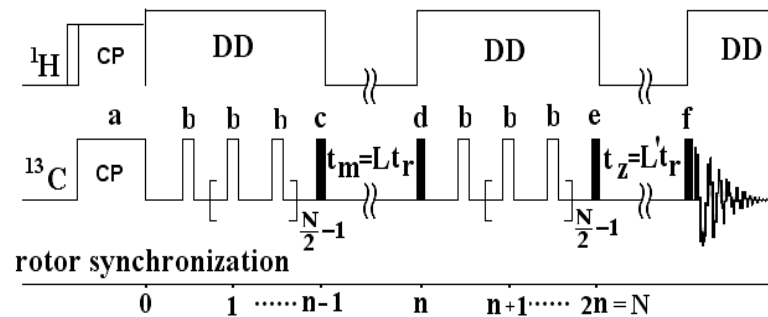 ¹H CP DD DD DD
a b b b c d b b b e f
¹³C CP tₘ=Ltᵣ t_z=L'tᵣ
N/2 −1 N/2 −1
rotor synchronization
0 1 ······ n-1 n n+1 ······ 2n=N